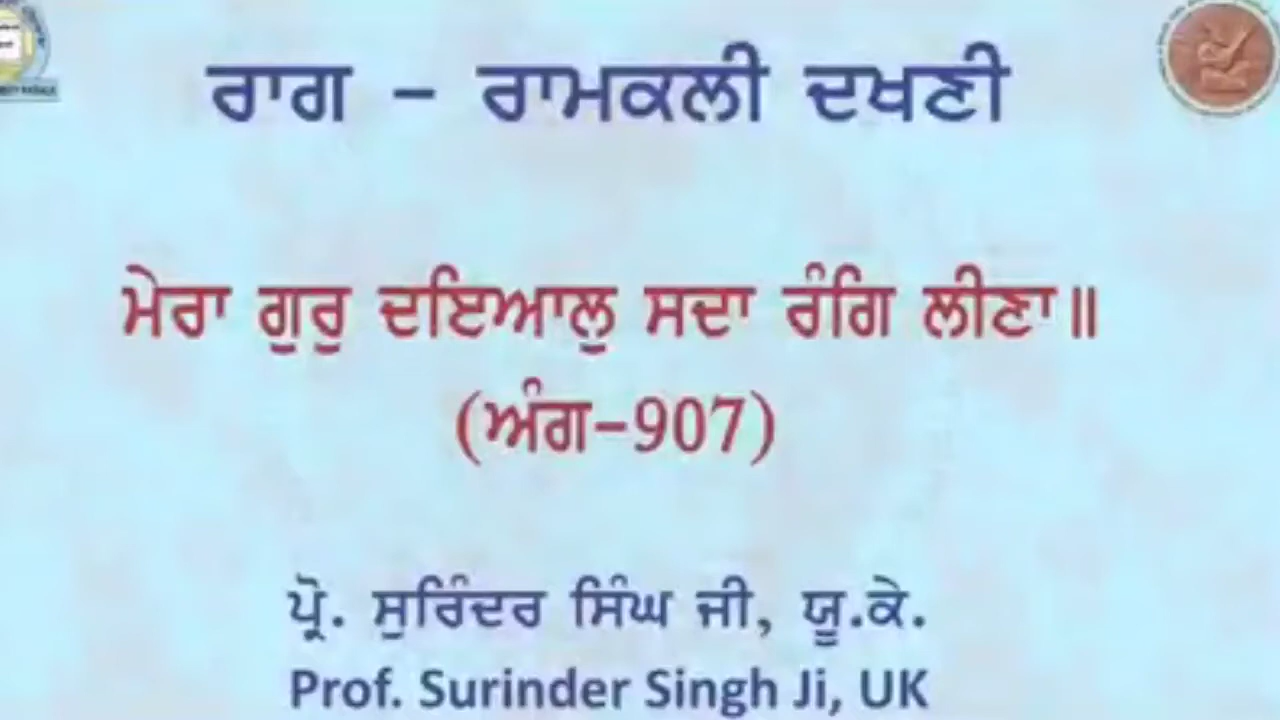 ਰਾਗ - ਰਾਮਕਲੀ ਦਖਣੀ
ਮੇਰਾ ਗੁਰੁ ਦਇਆਲੁ ਸਦਾ ਰੰਗਿ ਲੀਣਾ॥
(ਅੰਗ-907)
ਪ੍ਰੋ. ਸੁਰਿੰਦਰ ਸਿੰਘ ਜੀ, ਯੂ.ਕੇ.
Prof. Surinder Singh Ji, UK